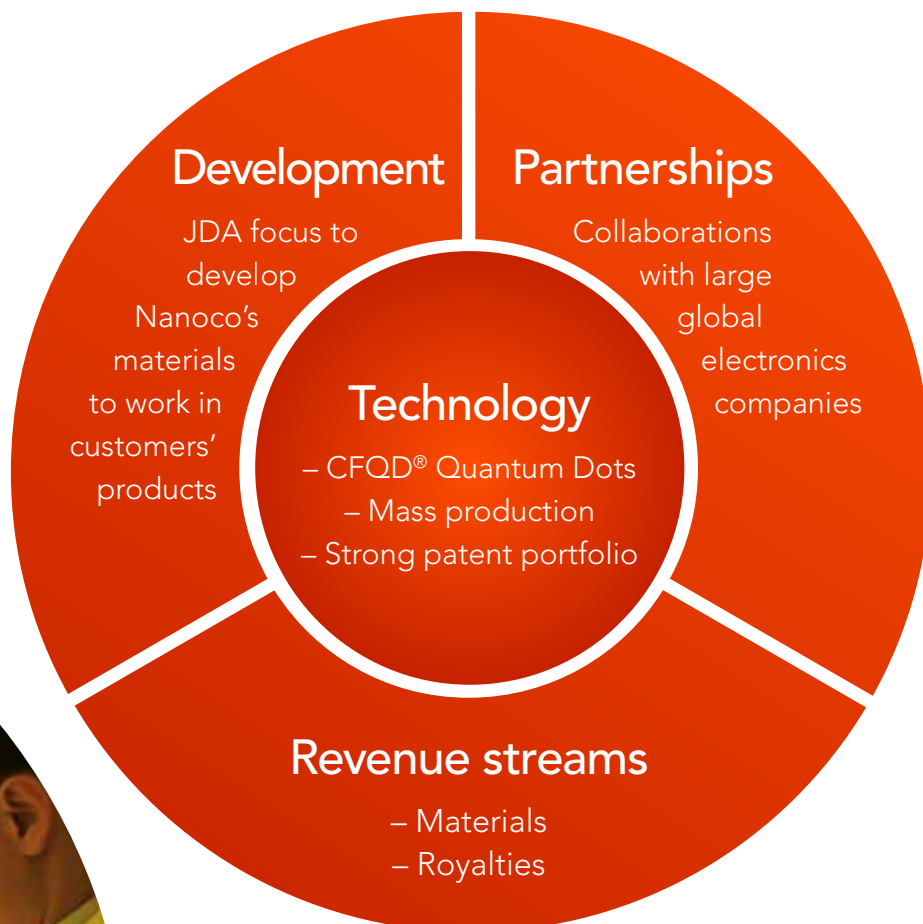 Development
JDA focus to
develop
Nanoco’s
materials
to work in
customers’
products
Partnerships
Collaborations
with large
global
electronics
companies
Technology
– CFQD® Quantum Dots
– Mass production
– Strong patent portfolio
Revenue streams
– Materials
– Royalties